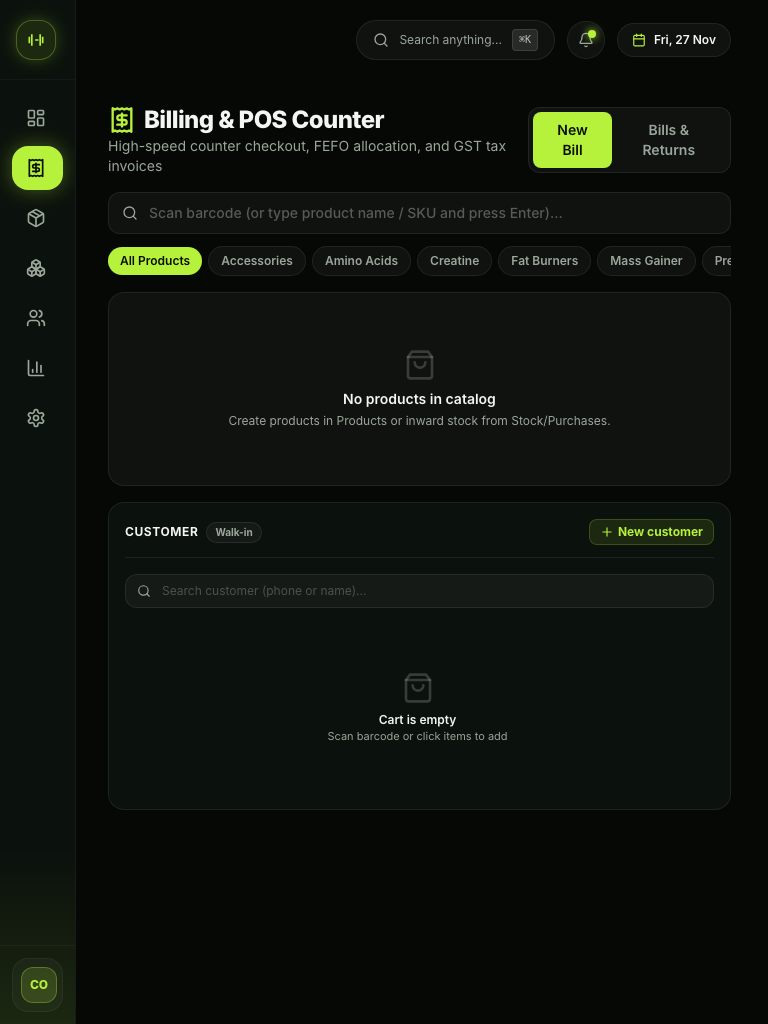 Search anything...
⌘K
Fri, 27 Nov
Billing & POS Counter
High-speed counter checkout, FEFO allocation, and GST tax
invoices
New
Bill
Bills &
Returns
Scan barcode (or type product name / SKU and press Enter)...
All Products
Accessories
Amino Acids
Creatine
Fat Burners
Mass Gainer
Pre
No products in catalog
Create products in Products or inward stock from Stock/Purchases.
CUSTOMER
Walk-in
New customer
Search customer (phone or name)...
Cart is empty
Scan barcode or click items to add
CO